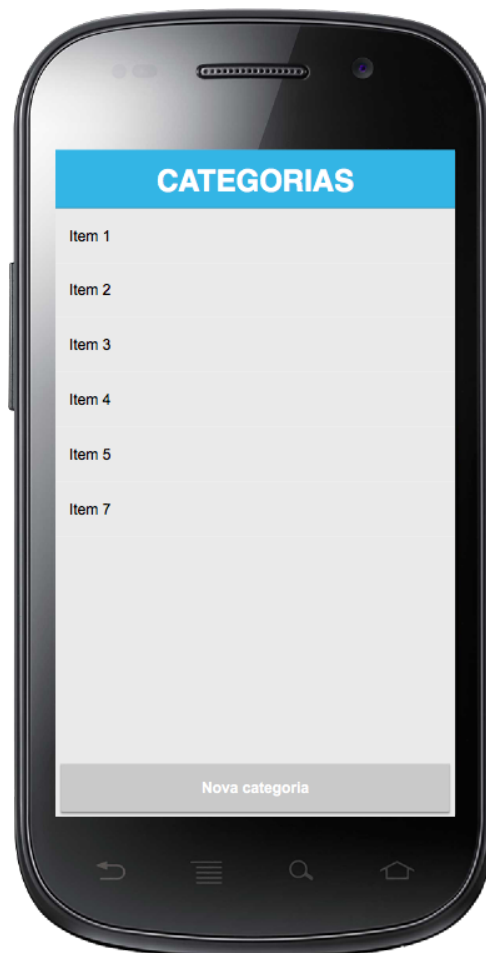 CATEGORIAS
Item 1
Item 2
Item 3
Item 4
Item 5
Item 7
Nova categoria